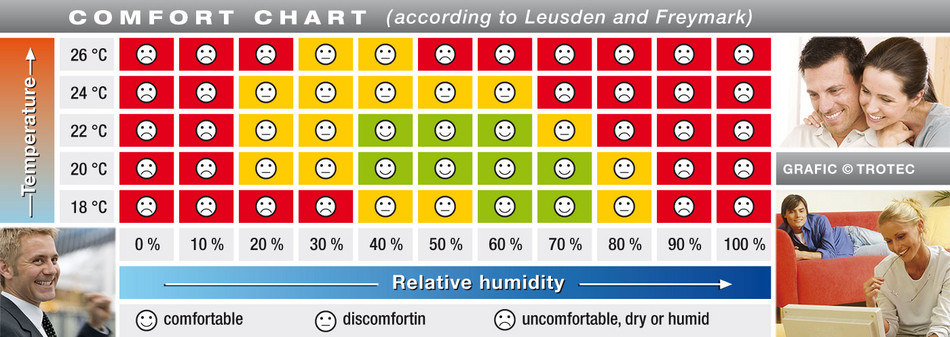 COMFORT CHART (according to Leusden and Freymark)
Temperature
26 °C
24 °C
22 °C
20 °C
18 °C
0 % 10 % 20 % 30 % 40 % 50 % 60 % 70 % 80 % 90 % 100 %
Relative humidity
comfortable discomfortin uncomfortable, dry or humid
GRAFIC © TROTEC